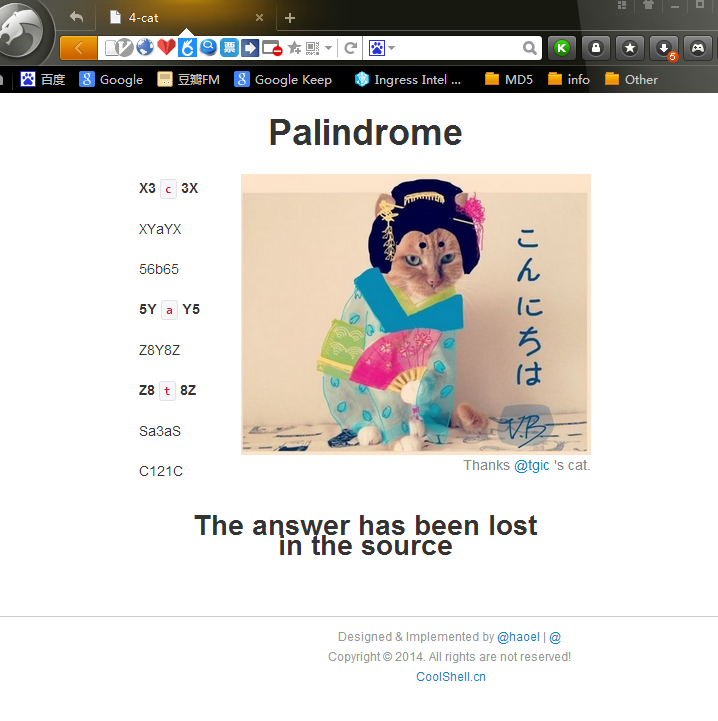 4-cat
票
5
百度
Google
豆瓣FM
Google Keep
Ingress Intel ...
MD5
info
Other
Palindrome
X3 c 3X
XYaYX
56b65
5Y a Y5
Z8Y8Z
Z8 t 8Z
Sa3aS
C121C
こんにちは
VB
Thanks @tgic 's cat.
The answer has been lost
in the source
Designed & Implemented by @haoel | @
Copyright © 2014. All rights are not reserved!
CoolShell.cn